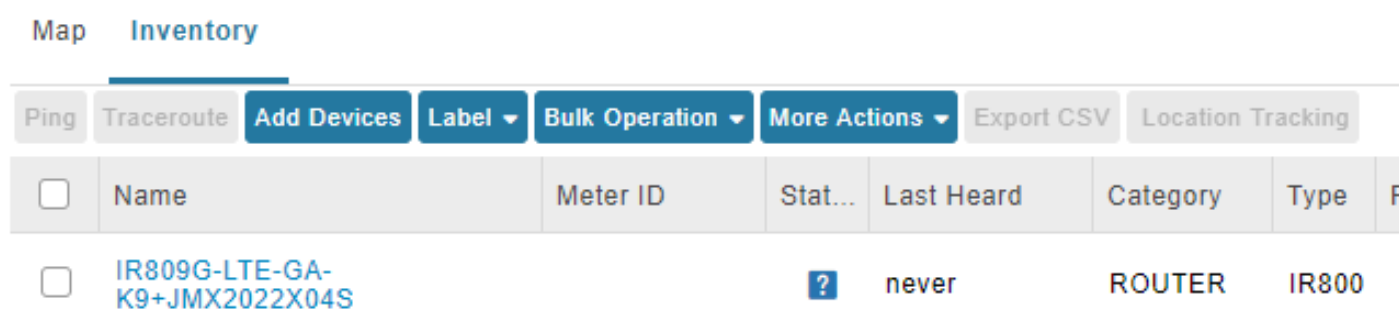 Map Inventory
Ping Traceroute Add Devices Label Bulk Operation More Actions Export CSV Location Tracking
Name Meter ID Stat... Last Heard Category Type
IR809G-LTE-GA-
K9+JMX2022X04S ? never ROUTER IR800